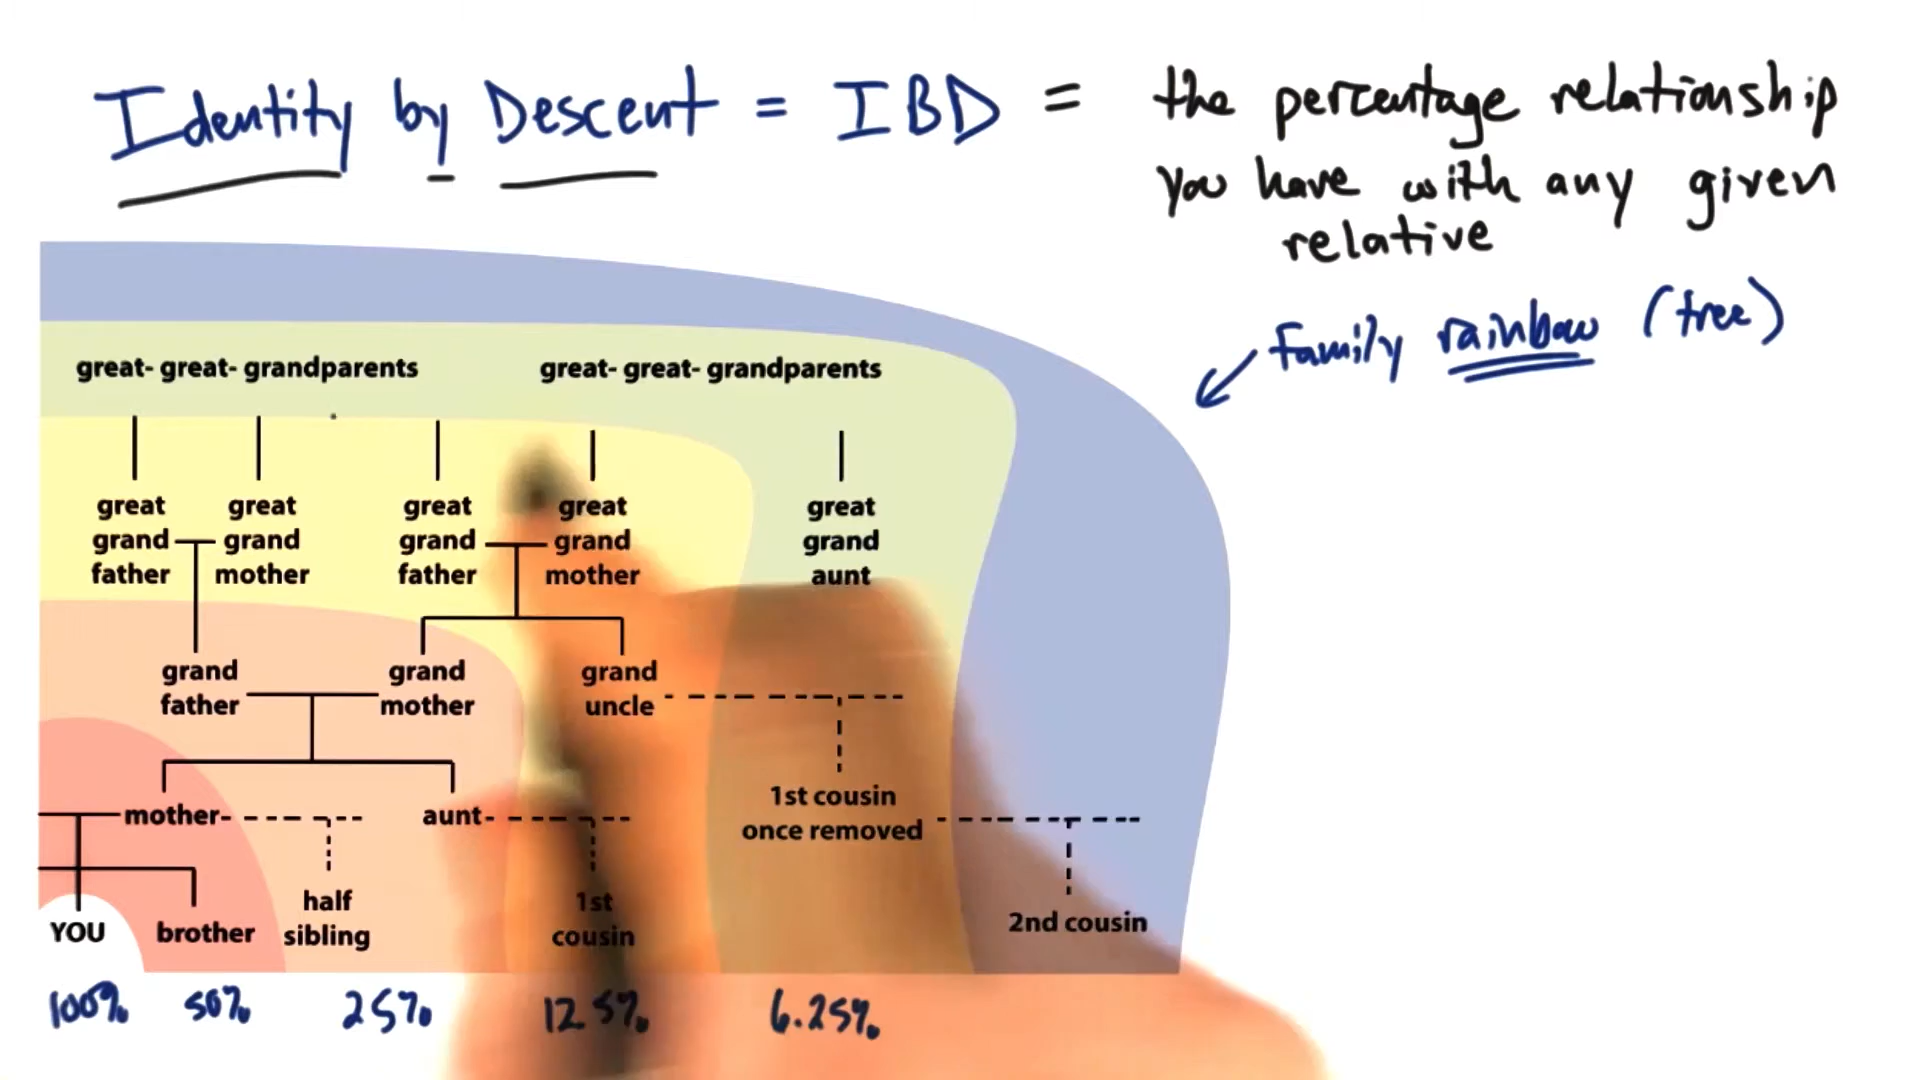 Identity by Descent = IBD = the percentage relationship
you have with any given
relative
family rainbow (tree)
great- great- grandparents great- great- grandparents
great great great great great
grand grand grand grand grand
father mother father mother aunt
grand grand grand
father mother uncle
1st cousin
once removed
mother aunt
half 1st
YOU brother sibling cousin 2nd cousin
100% 50% 25% 12.5% 6.25%